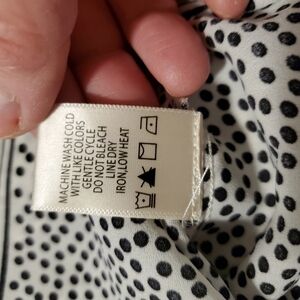 MACHINE WASH COLD
WITH LIKE COLORS
GENTLE CYCLE
DO NOT BLEACH
LINE DRY
IRON LOW HEAT